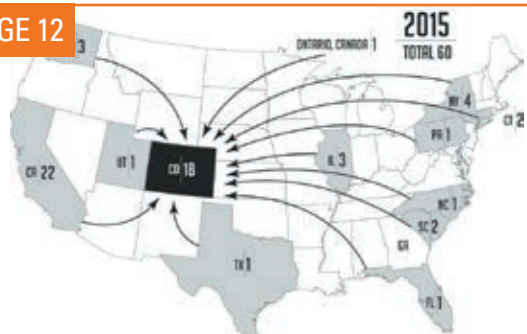 GE 12
3
ONTARIO, CANADA 1
2015
TOTAL 60
NY 4
CT 2
PA 1
UT 1
CO 18
IL 3
CA 22
NC 1
SC 2
GA
TX 1
FL 1